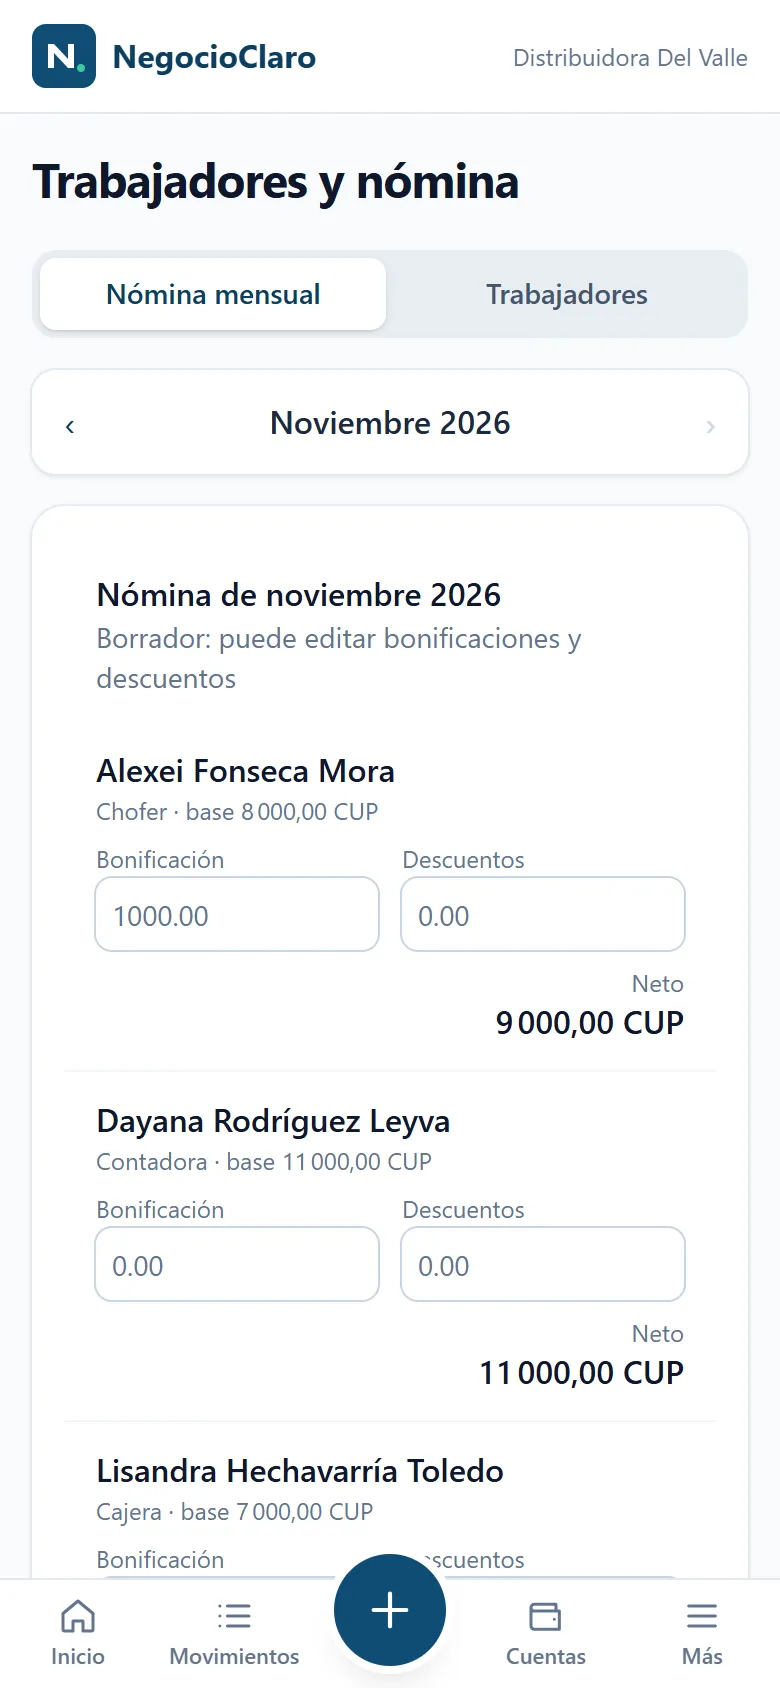 N.
NegocioClaro
Distribuidora Del Valle
Trabajadores y nómina
Nómina mensual
Trabajadores
‹
Noviembre 2026
›
Nómina de noviembre 2026
Borrador: puede editar bonificaciones y
descuentos
Alexei Fonseca Mora
Chofer · base 8 000,00 CUP
Bonificación
Descuentos
1000.00
0.00
Neto
9 000,00 CUP
Dayana Rodríguez Leyva
Contadora · base 11 000,00 CUP
Bonificación
Descuentos
0.00
0.00
Neto
11 000,00 CUP
Lisandra Hechavarría Toledo
Cajera · base 7 000,00 CUP
Bonificación
scuentos
+
Inicio
Movimientos
Cuentas
Más